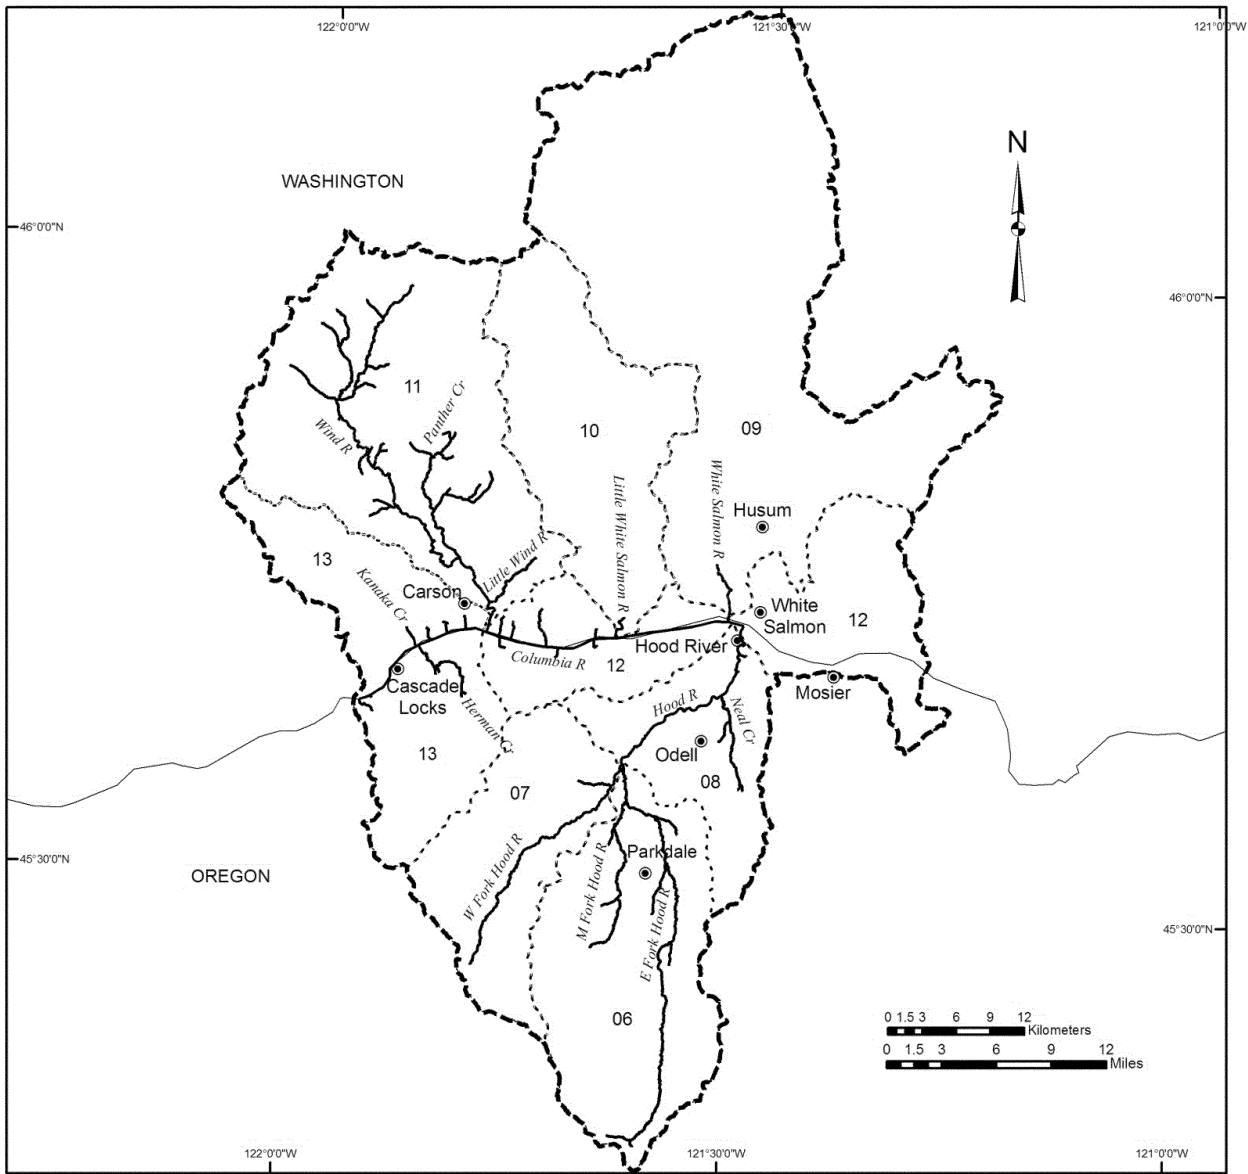 122°0'0"W
121°30'0"W
121°0'0"W
N
WASHINGTON
46°0'0"N
46°0'0"N
11
Panther Cr
Wind R
10
09
Little White Salmon R
White Salmon R
Husum
13
Little Wind R
Kanaka Cr
Carson
White
Salmon
12
Hood River
Columbia R
12
Cascade
Locks
Mosier
Herman Cr
Hood R
Neal Cr
13
Odell
07
08
45°30'0"N
OREGON
Parkdale
W Fork Hood R
M Fork Hood R
E Fork Hood R
45°30'0"N
06
0 1.5 3 6 9 12
Kilometers
0 1.5 3 6 9 12
Miles
122°0'0"W
121°30'0"W
121°0'0"W